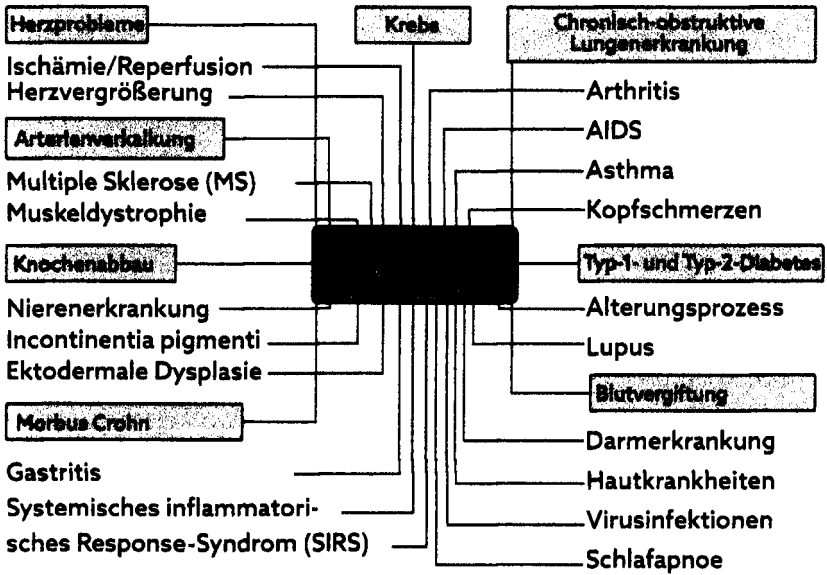 Herzprobleme
Krebs
Chronisch-obstruktive
Lungenerkrankung
Ischämie/Reperfusion
Herzvergrößerung
Arterienverkalkung
Multiple Sklerose (MS)
Muskeldystrophie
Knochenabbau
Nierenerkrankung
Incontinentia pigmenti
Ektodermale Dysplasie
Morbus Crohn
Gastritis
Systemisches inflammatori-
sches Response-Syndrom (SIRS)
Arthritis
AIDS
Asthma
Kopfschmerzen
Typ-1- und Typ-2-Diabetes
Alterungsprozess
Lupus
Blutvergiftung
Darmerkrankung
Hautkrankheiten
Virusinfektionen
Schlafapnoe